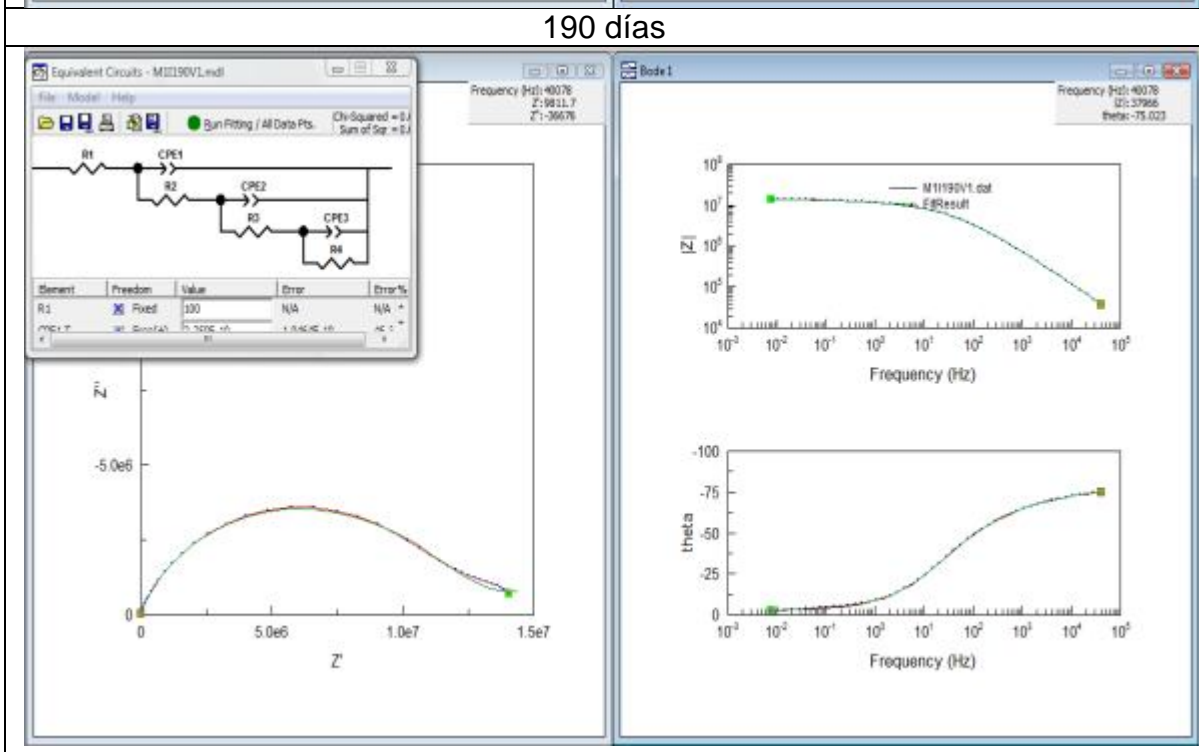 190 días
Equivalent Circuits - M1I190V1.mdl
File Model Help
Run Fitting / All Data Pts.
Chi-Squared = 0.
Sum of Sqr = 0.
R1
CPE1
R2
CPE2
R3
CPE3
R4
Element Freedom Value Error Error%
R1 Fixed 100 N/A N/A
Frequency (Hz): 40078
Z': 9811.7
Z'': -36676
Z''
-5.0e6
0
0 5.0e6 1.0e7 1.5e7
Z'
Bode1
Frequency (Hz): 40078
|Z|: 37966
theta: -75.023
M1I190V1.dat
FitResult
|Z|
10^8
10^7
10^6
10^5
10^4
10^-3 10^-2 10^-1 10^0 10^1 10^2 10^3 10^4 10^5
Frequency (Hz)
theta
-100
-75
-50
-25
0
10^-3 10^-2 10^-1 10^0 10^1 10^2 10^3 10^4 10^5
Frequency (Hz)